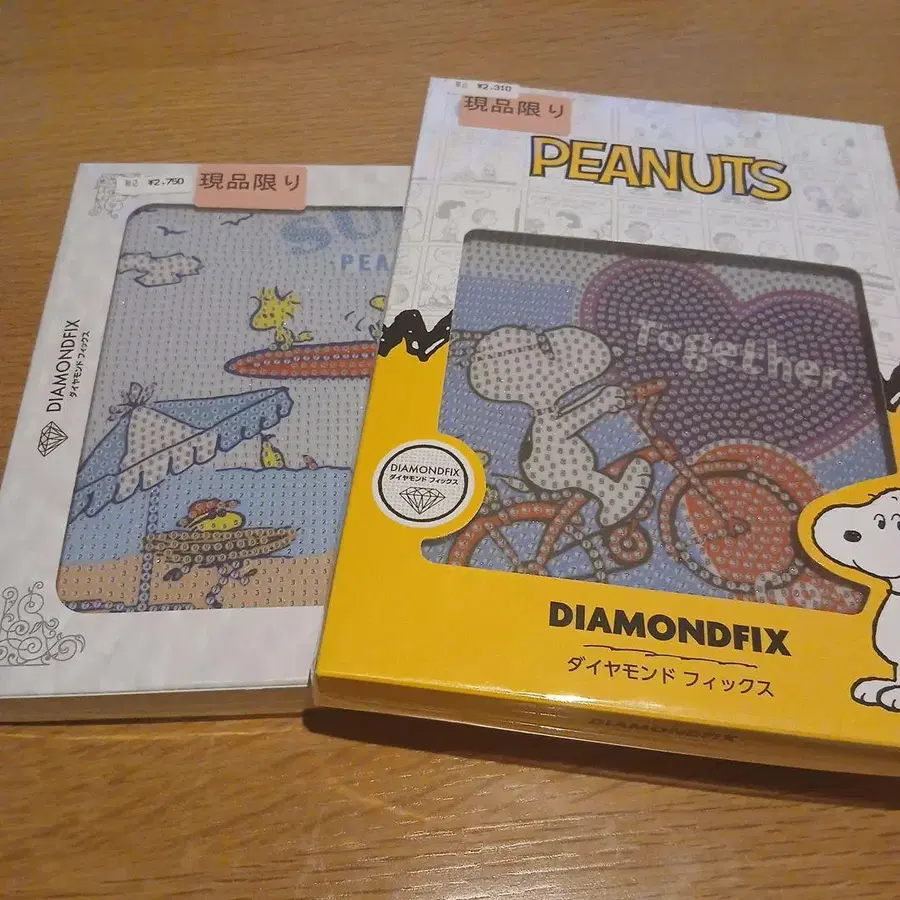 ¥2,750
現品限り
PEA
DIAMONDFIX
ダイヤモンド フィックス
¥2,310
現品限り
PEANUTS
Together
DIAMONDFIX
ダイヤモンド フィックス
DIAMONDFIX
ダイヤモンド フィックス
DIAMONDFIX